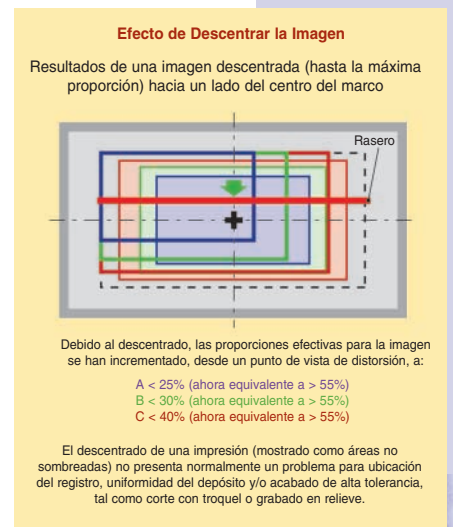 Efecto de Descentrar la Imagen
Resultados de una imagen descentrada (hasta la máxima
proporción) hacia un lado del centro del marco
Rasero
Debido al descentrado, las proporciones efectivas para la imagen
se han incrementado, desde un punto de vista de distorsión, a:
A < 25% (ahora equivalente a > 55%)
B < 30% (ahora equivalente a > 55%)
C < 40% (ahora equivalente a > 55%)
El descentrado de una impresión (mostrado como áreas no
sombreadas) no presenta normalmente un problema para ubicación
del registro, uniformidad del depósito y/o acabado de alta tolerancia,
tal como corte con troquel o grabado en relieve.